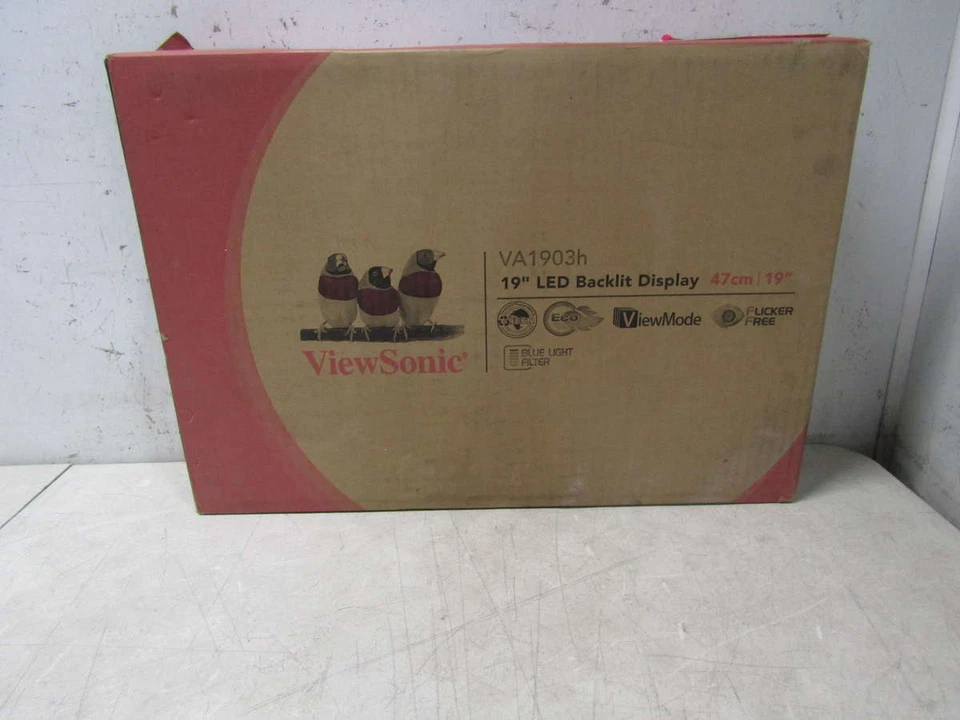 VA1903h
19" LED Backlit Display 47cm | 19"
ECO ViewMode FLICKER FREE
BLUE LIGHT
FILTER
ViewSonic®